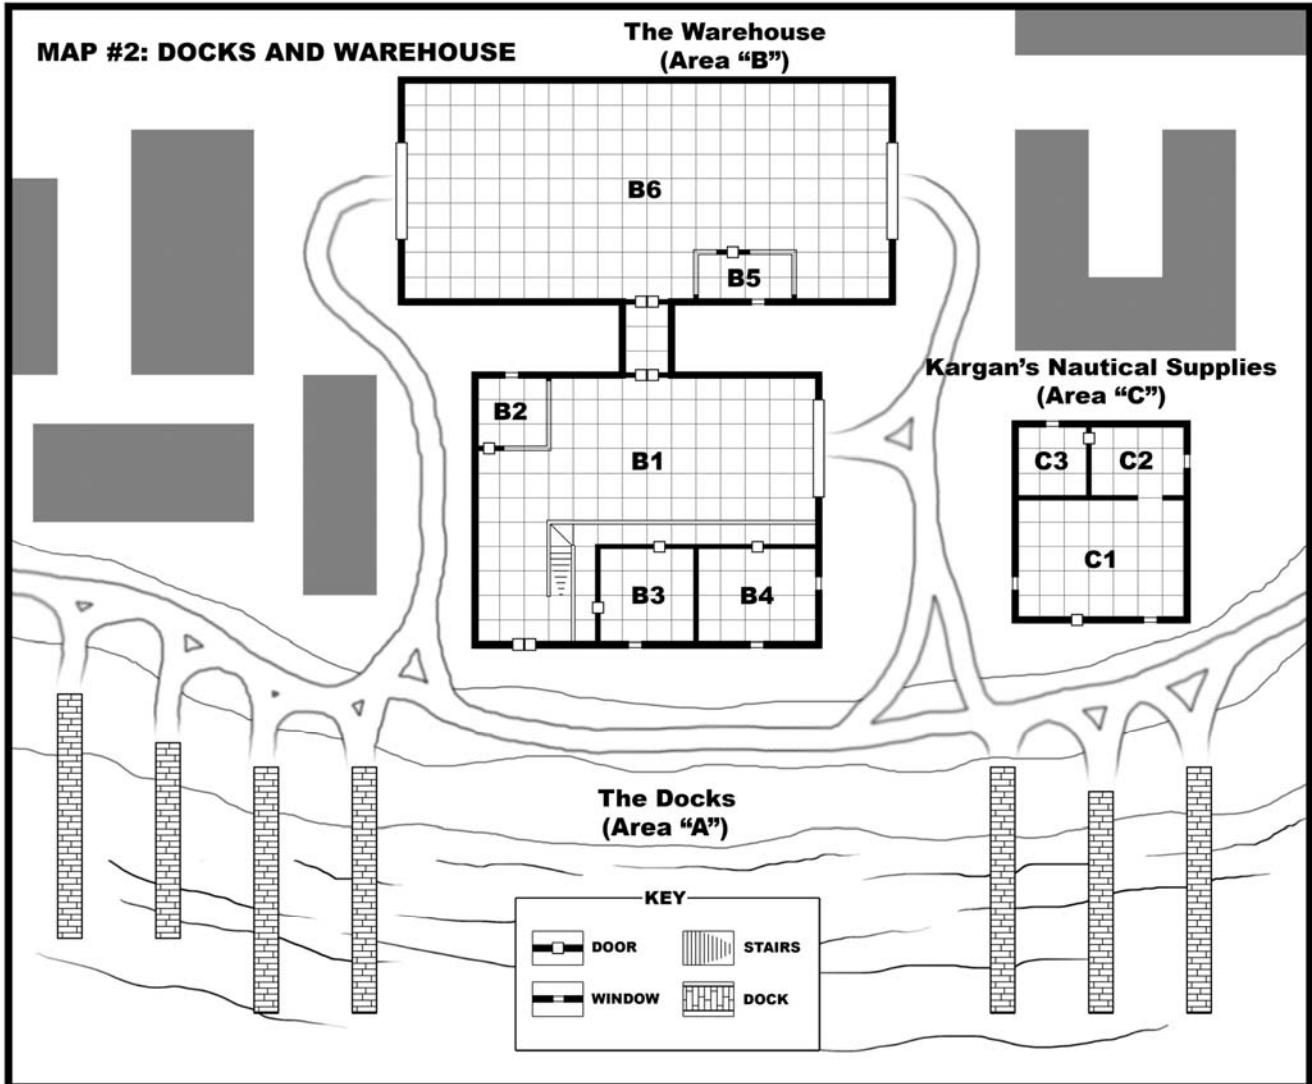 MAP #2: DOCKS AND WAREHOUSE
The Warehouse
(Area “B”)
B6
B5
Kargan’s Nautical Supplies
(Area “C”)
B2
B1
C3
C2
C1
B3
B4
The Docks
(Area “A”)
KEY
DOOR
STAIRS
WINDOW
DOCK